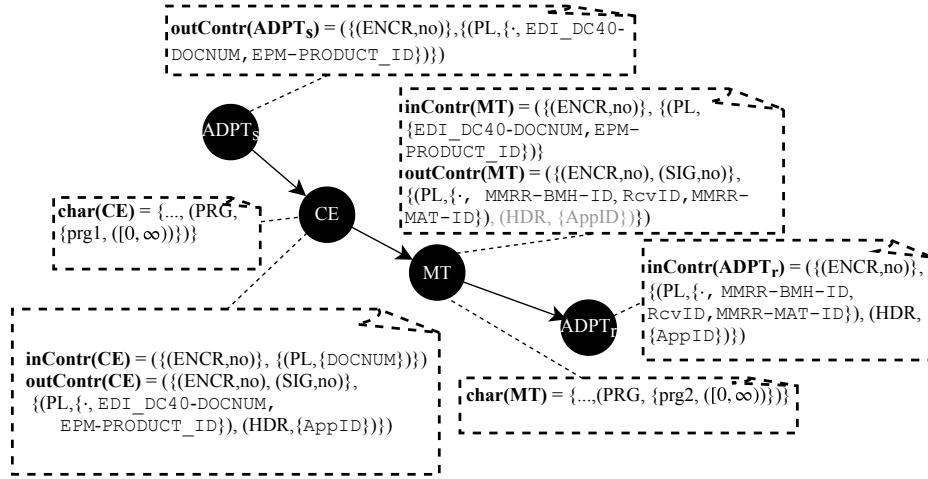 outContr(ADPTs) = ({(ENCR,no)},{(PL,{·, EDI_DC40-
DOCNUM,EPM-PRODUCT_ID})})
ADPTs
inContr(MT) = ({(ENCR,no)}, {(PL,
{EDI_DC40-DOCNUM,EPM-
PRODUCT_ID})}
outContr(MT) = ({(ENCR,no), (SIG,no)},
{(PL,{·, MMRR-BMH-ID,RcvID,MMRR-
MAT-ID}), (HDR, {AppID})})
char(CE) = {..., (PRG,
{prg1, ([0, ∞))})}
CE
MT
inContr(ADPTr) = ({(ENCR,no)},
{(PL,{·, MMRR-BMH-ID,
RcvID,MMRR-MAT-ID}), (HDR,
{AppID})})
ADPTr
inContr(CE) = ({(ENCR,no)}, {(PL,{DOCNUM})})
outContr(CE) = ({(ENCR,no), (SIG,no)},
{(PL,{·, EDI_DC40-DOCNUM,
EPM-PRODUCT_ID}), (HDR,{AppID})})
char(MT) = {...,(PRG, {prg2, ([0, ∞))})}